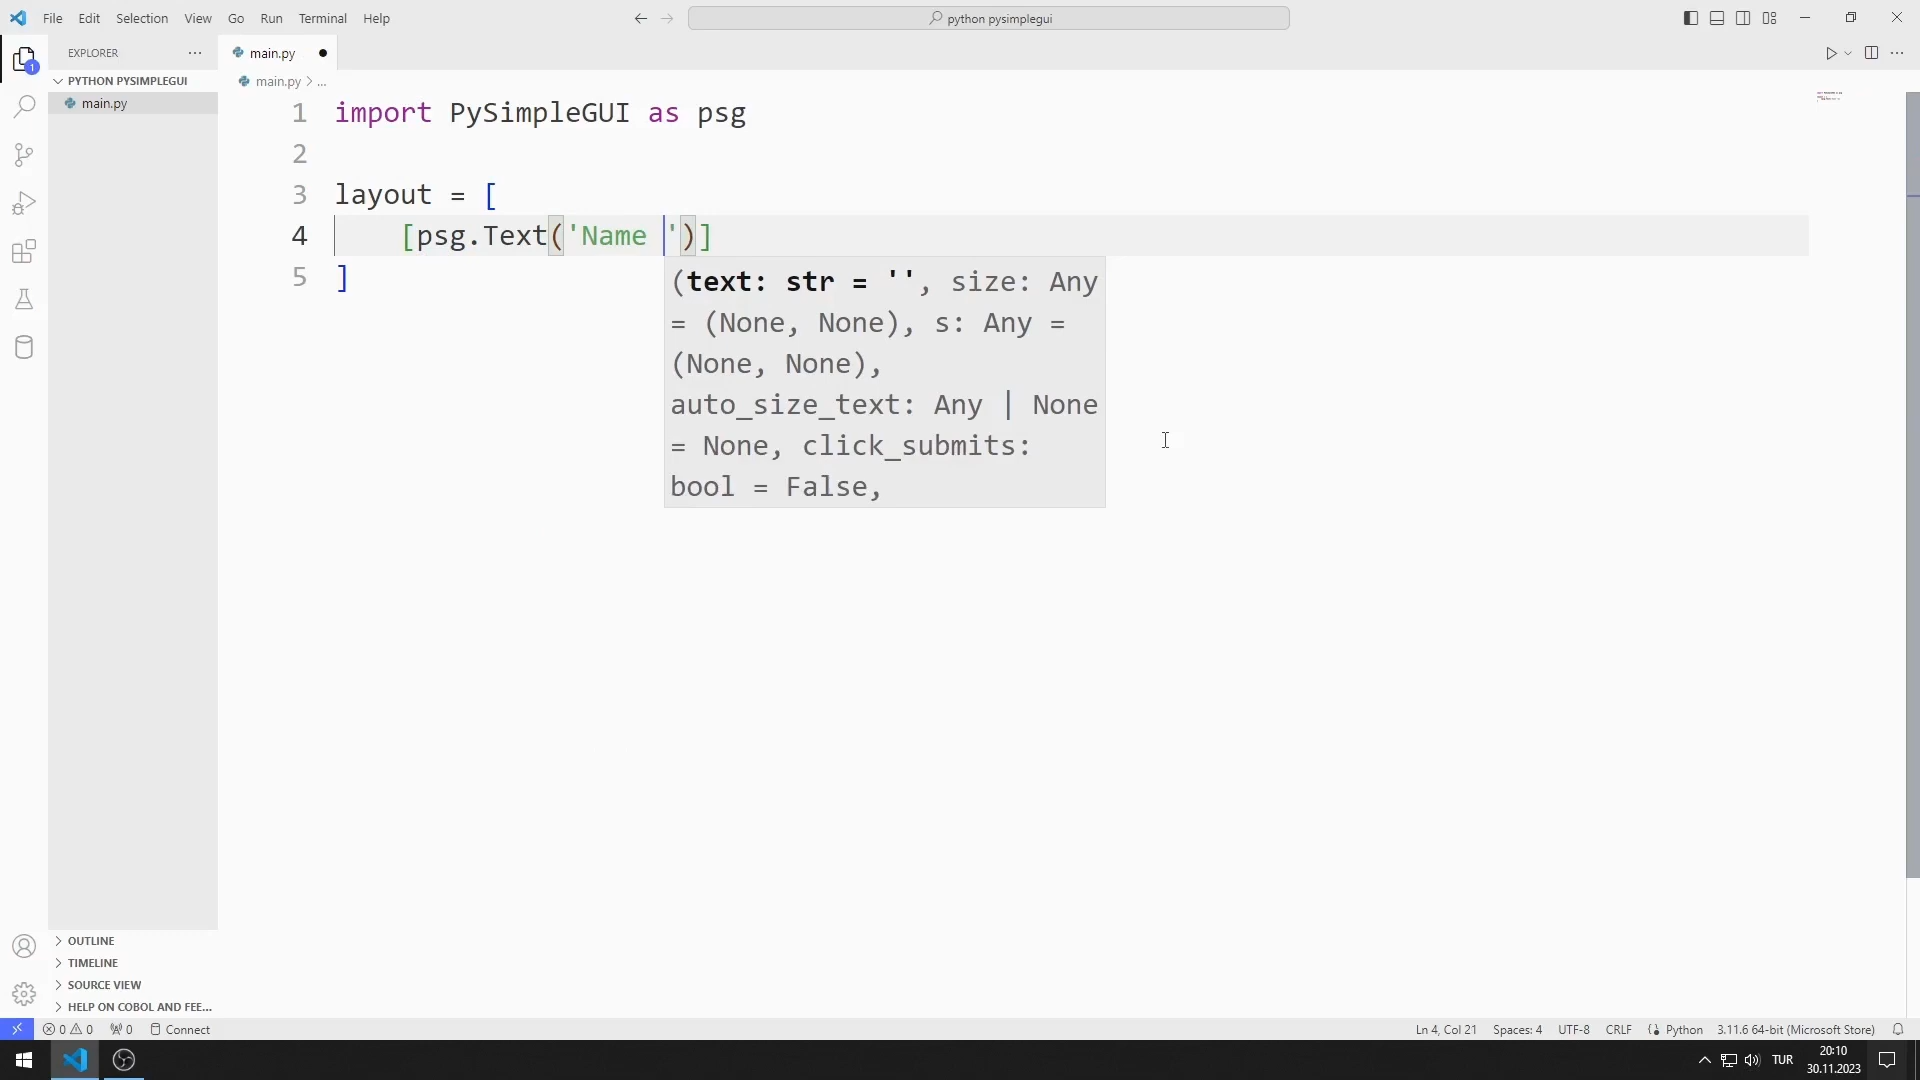 File Edit Selection View Go Run Terminal Help
python pysimplegui
EXPLORER
main.py
PYTHON PYSIMPLEGUI
main.py
main.py > ...
1 import PySimpleGUI as psg
2
3 layout = [
4 [psg.Text('Name ')]
5 ]
(text: str = '', size: Any
= (None, None), s: Any =
(None, None),
auto_size_text: Any | None
= None, click_submits:
bool = False,
1
OUTLINE
TIMELINE
SOURCE VIEW
HELP ON COBOL AND FEE...
0 0 0 Connect
Ln 4, Col 21 Spaces: 4 UTF-8 CRLF Python 3.11.6 64-bit (Microsoft Store)
TUR
20:10
30.11.2023